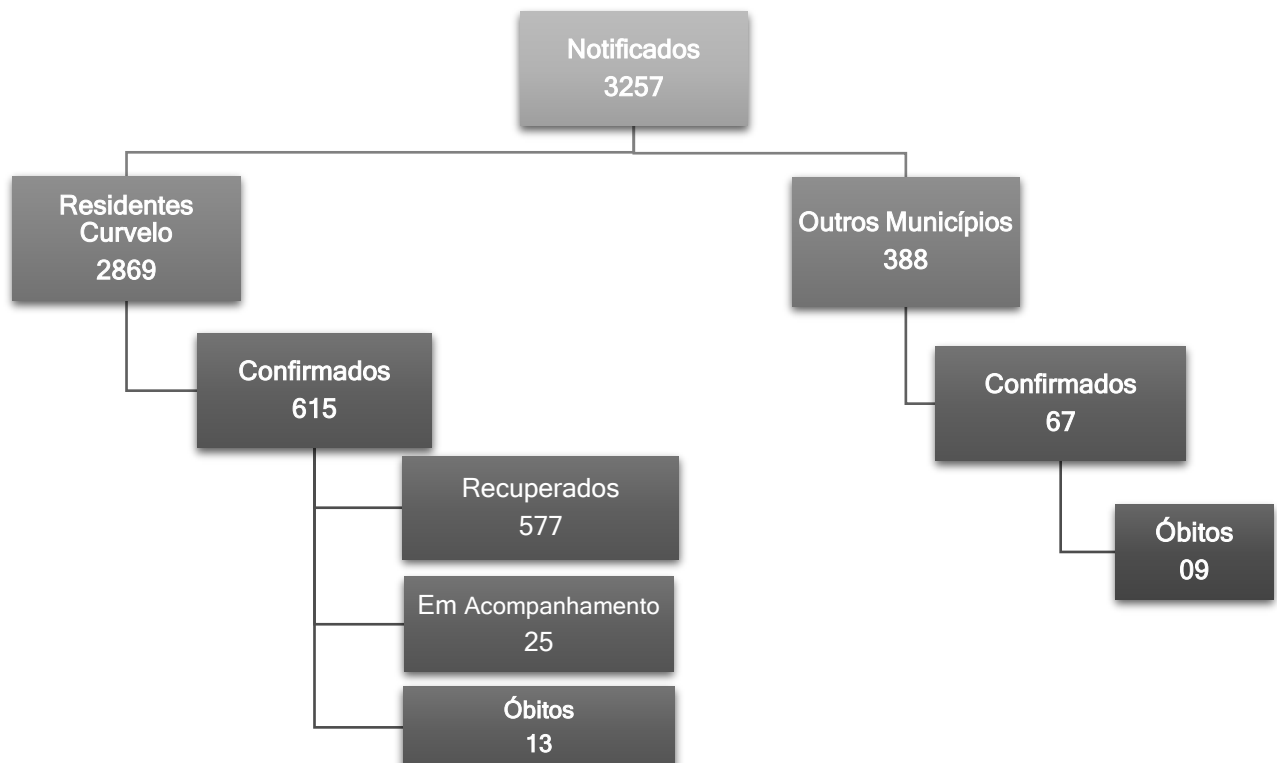 Notificados
3257
Residentes
Curvelo
2869
Outros Municípios
388
Confirmados
615
Confirmados
67
Recuperados
577
Óbitos
09
Em Acompanhamento
25
Óbitos
13